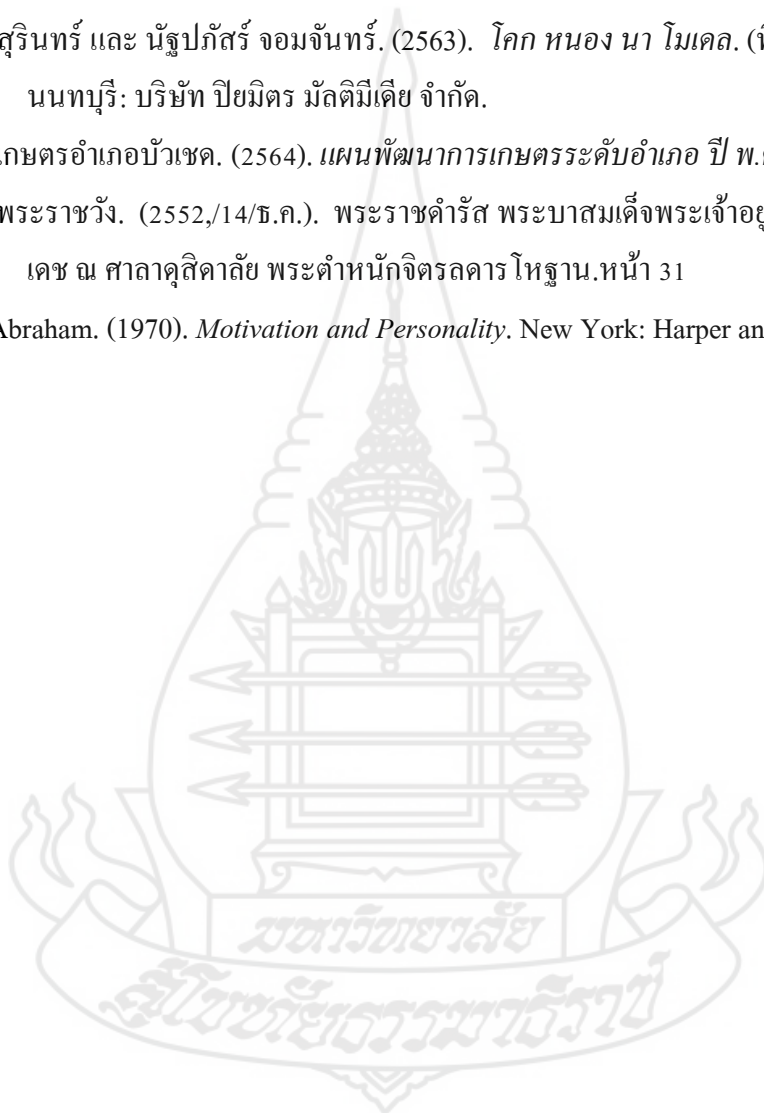 สุรินทร์ และ นัฐปภัสร์ จอมจันทร์. (2563). โคก หนอง นา โมเดล. (พิ
นนทบุรี: บริษัท ปิยมิตร มัลติมีเดีย จำกัด.
เกษตรอำเภอบัวเชด. (2564). แผนพัฒนาการเกษตรระดับอำเภอ ปี พ.ศ
พระราชวัง. (2552,/14/ธ.ค.). พระราชดำรัส พระบาสมเด็จพระเจ้าอยู
เดช ณ ศาลาดุสิดาลัย พระตำหนักจิตรลดารโหฐาน.หน้า 31
Abraham. (1970). Motivation and Personality. New York: Harper an
มหาวิทยาลัย
สุโขทัยธรรมาธิราช